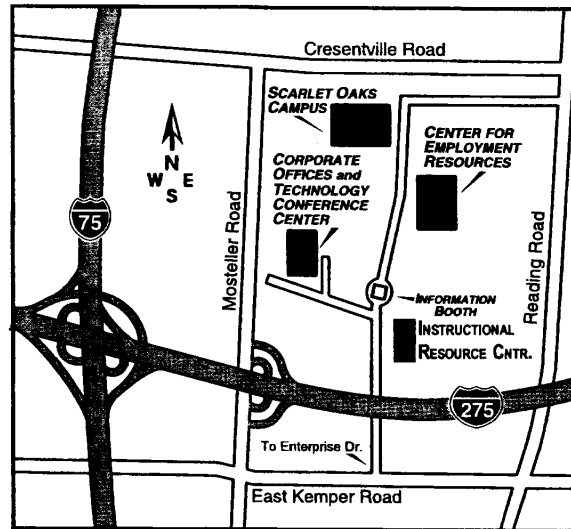 Cresentville Road
SCARLET OAKS
CAMPUS
CENTER FOR
EMPLOYMENT
RESOURCES
CORPORATE
OFFICES and
TECHNOLOGY
CONFERENCE
CENTER
N
W E
S
75
Mosteller Road
Reading Road
INFORMATION
BOOTH
INSTRUCTIONAL
RESOURCE CNTR.
275
To Enterprise Dr.
East Kemper Road